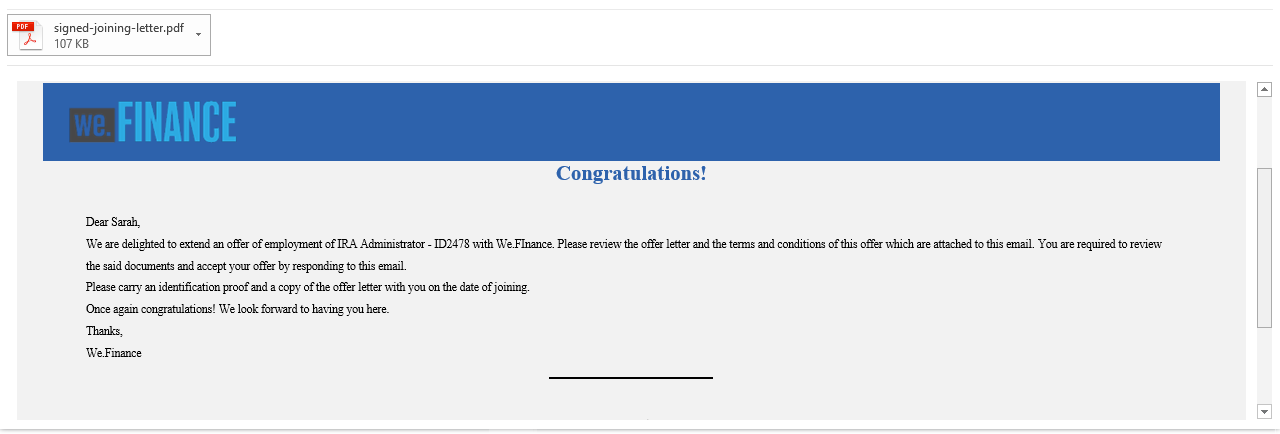 PDF
signed-joining-letter.pdf
107 KB
we.FINANCE
Congratulations!
Dear Sarah,
We are delighted to extend an offer of employment of IRA Administrator - ID2478 with We.FInance. Please review the offer letter and the terms and conditions of this offer which are attached to this email. You are required to review
the said documents and accept your offer by responding to this email.
Please carry an identification proof and a copy of the offer letter with you on the date of joining.
Once again congratulations! We look forward to having you here.
Thanks,
We.Finance